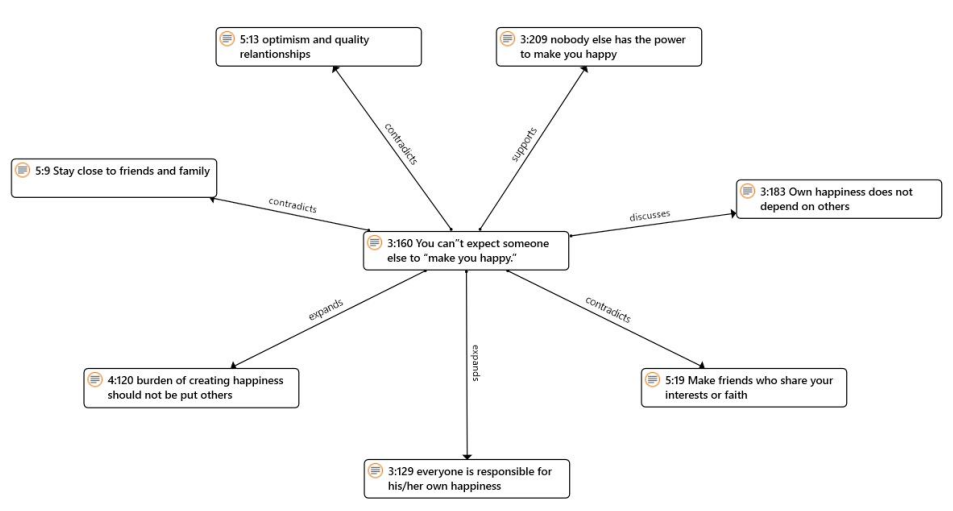 5:13 optimism and quality
relantionships
3:209 nobody else has the power
to make you happy
contradicts
supports
5:9 Stay close to friends and family
contradicts
3:183 Own happiness does not
depend on others
discusses
3:160 You can"t expect someone
else to “make you happy.”
expands
expands
contradicts
4:120 burden of creating happiness
should not be put others
5:19 Make friends who share your
interests or faith
3:129 everyone is responsible for
his/her own happiness